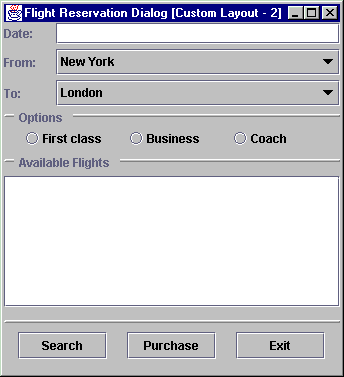 Flight Reservation Dialog [Custom Layout - 2]
Date:
From: New York
To: London
Options
First class Business Coach
Available Flights
Search Purchase Exit